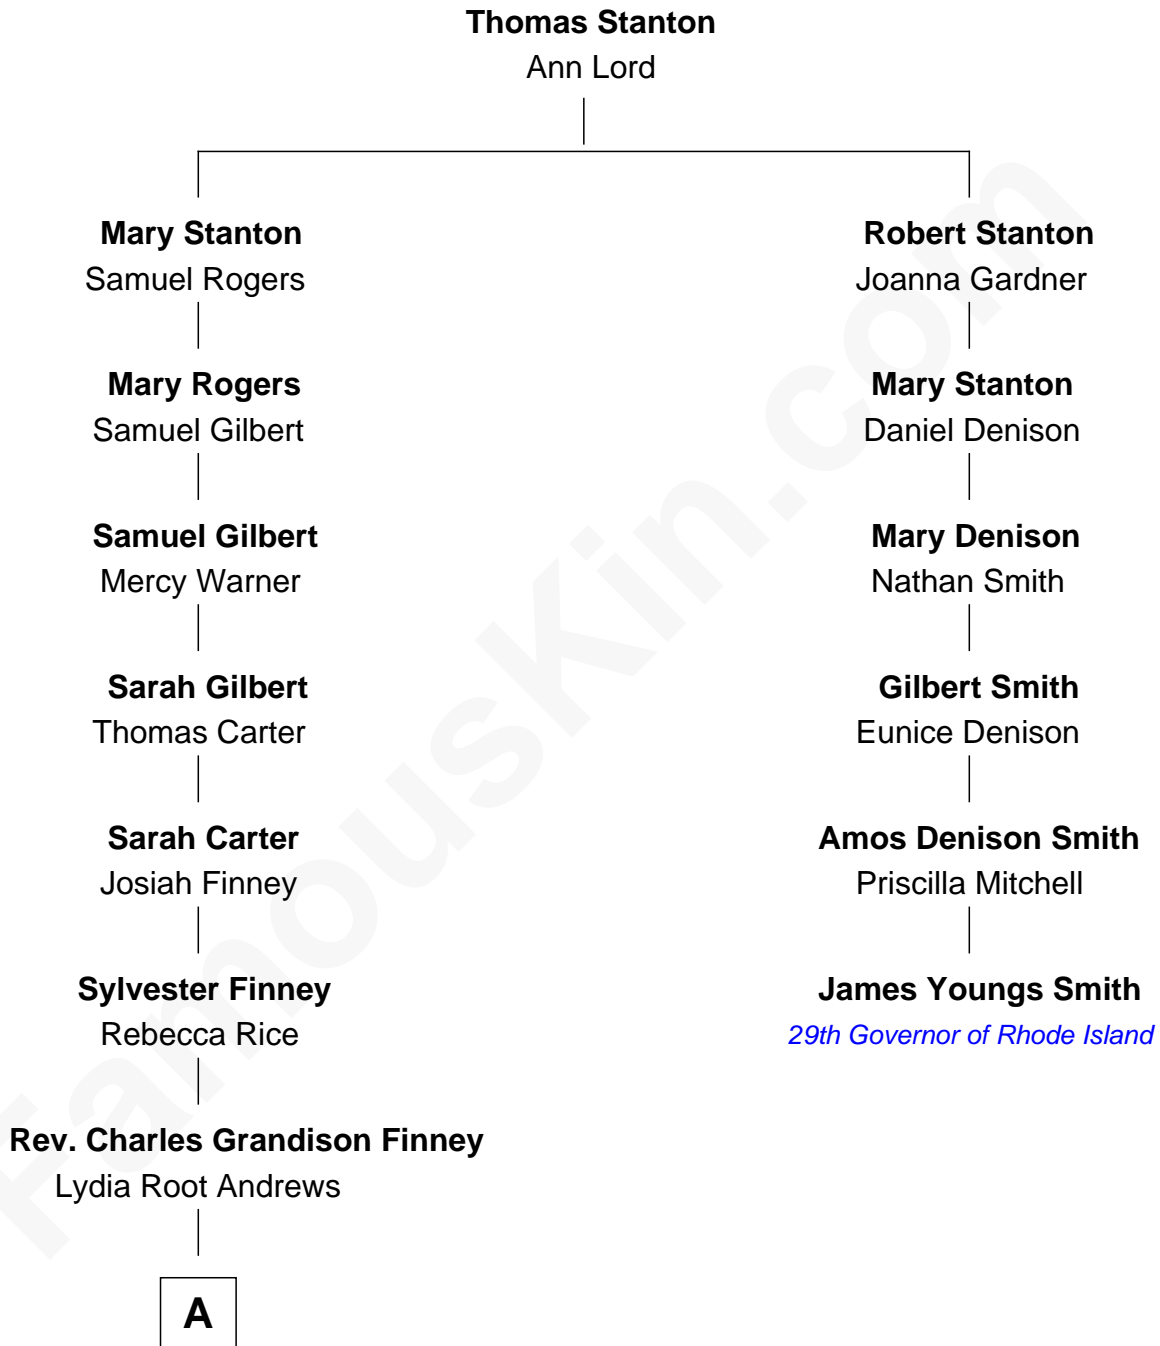 Thomas Stanton
Ann Lord
Mary Stanton
Samuel Rogers
Robert Stanton
Joanna Gardner
Mary Rogers
Samuel Gilbert
Mary Stanton
Daniel Denison
Samuel Gilbert
Mercy Warner
Mary Denison
Nathan Smith
Sarah Gilbert
Thomas Carter
Gilbert Smith
Eunice Denison
Sarah Carter
Josiah Finney
Amos Denison Smith
Priscilla Mitchell
Sylvester Finney
Rebecca Rice
James Youngs Smith
29th Governor of Rhode Island
Rev. Charles Grandison Finney
Lydia Root Andrews
A
FamousKin.com